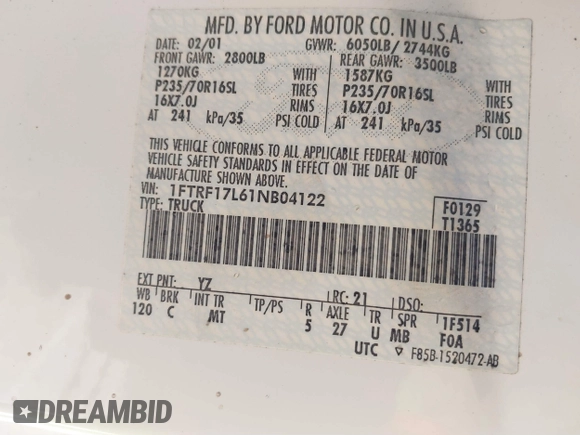 MFD. BY FORD MOTOR CO. IN U.S.A.
DATE: 02/01 GVWR: 6050LB/ 2744KG
FRONT GAWR: 2800LB REAR GAWR: 3500LB
1270KG WITH 1587KG WITH
P235/70R16SL TIRES P235/70R16SL TIRES
16X7.0J RIMS 16X7.0J RIMS
AT 241 kPa/35 PSI COLD AT 241 kPa/35 PSI COLD
THIS VEHICLE CONFORMS TO ALL APPLICABLE FEDERAL MOTOR
VEHICLE SAFETY STANDARDS IN EFFECT ON THE DATE OF
MANUFACTURE SHOWN ABOVE.
VIN: 1FTRF17L61NB04122 F0129
TYPE: TRUCK T1365
EXT PNT: YZ RC: 21 DSO:
WB BRK INT TR TP/PS R AXLE TR SPR 1F514
120 C MT 5 27 U MB FOA
UTC ▽ F85B-1520472-AB
DREAMBID